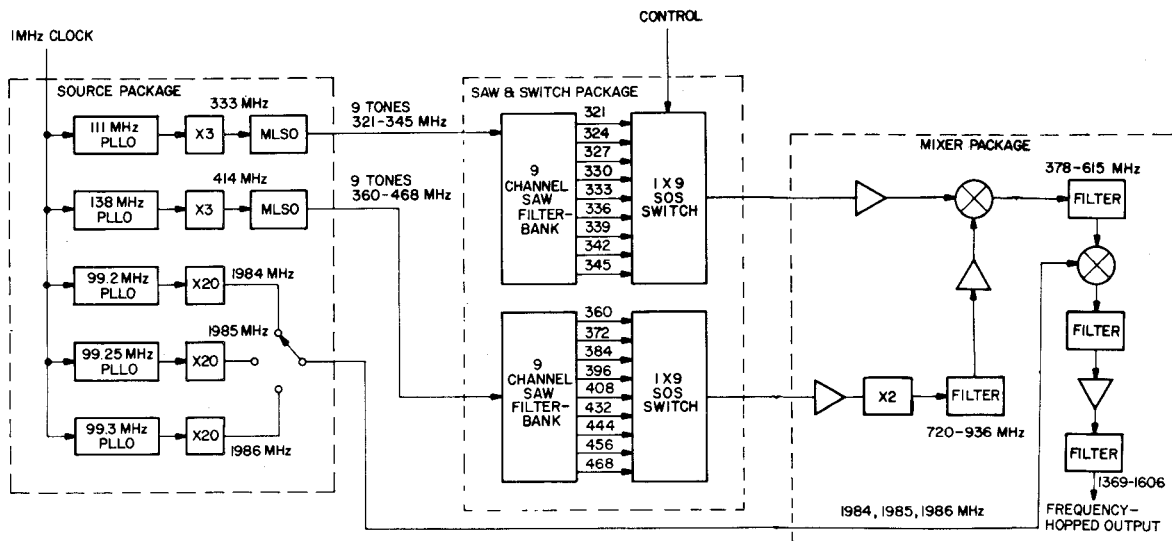 CONTROL
1MHz CLOCK
SOURCE PACKAGE
333 MHz
111 MHz
PLLO
X3
MLSO
9 TONES
321-345 MHz
414 MHz
138 MHz
PLLO
X3
MLSO
9 TONES
360-468 MHz
99.2 MHz
PLLO
X20
1984 MHz
99.25 MHz
PLLO
X20
1985 MHz
99.3 MHz
PLLO
X20
1986 MHz
SAW & SWITCH PACKAGE
9
CHANNEL
SAW
FILTER-
BANK
321
324
327
330
333
336
339
342
345
1 X 9
SOS
SWITCH
9
CHANNEL
SAW
FILTER-
BANK
360
372
384
396
408
432
444
456
468
1 X 9
SOS
SWITCH
MIXER PACKAGE
378-615 MHz
FILTER
X2
FILTER
720-936 MHz
FILTER
FILTER
1369-1606
1984, 1985, 1986 MHz
FREQUENCY-
HOPPED OUTPUT